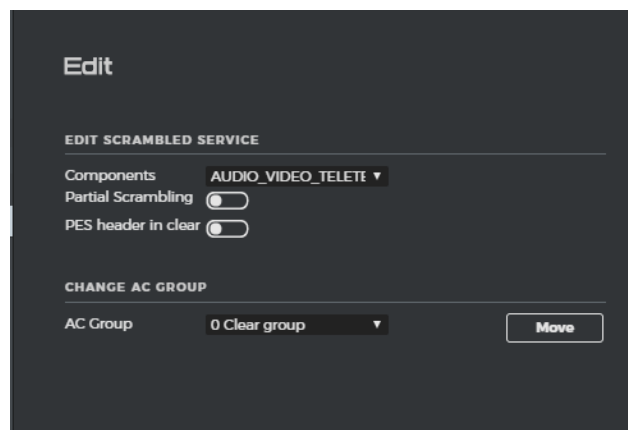 Edit
EDIT SCRAMBLED SERVICE
Components AUDIO_VIDEO_TELETE
Partial Scrambling
PES header in clear
CHANGE AC GROUP
AC Group 0 Clear group Move